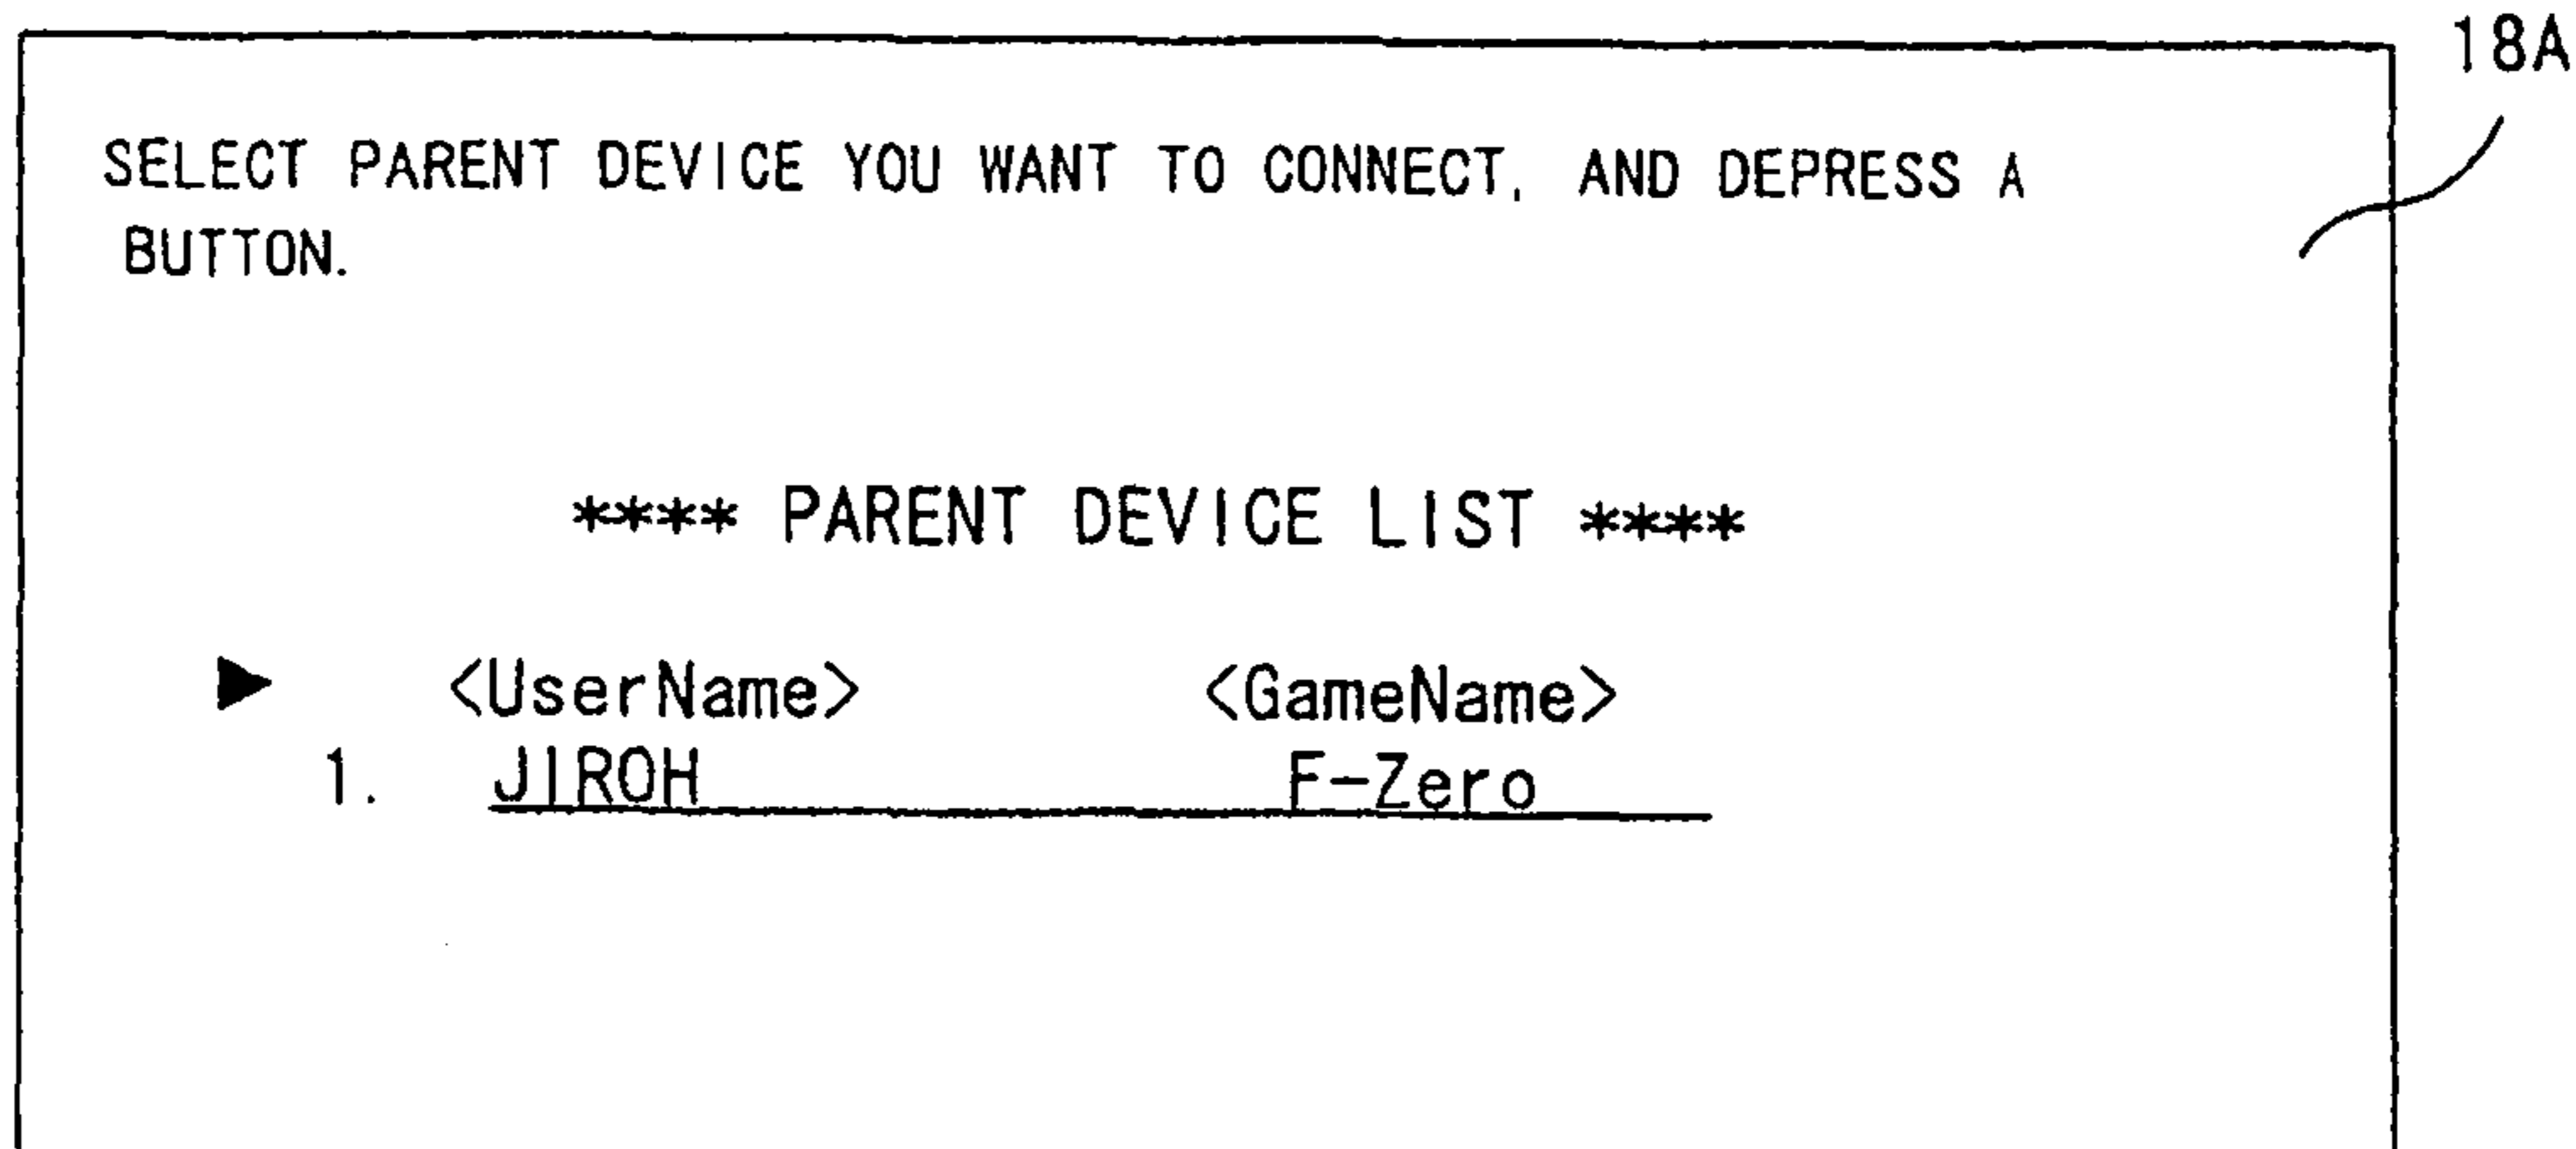 18A
SELECT PARENT DEVICE YOU WANT TO CONNECT, AND DEPRESS A
BUTTON.
**** PARENT DEVICE LIST ****
▶ <UserName> <GameName>
1. JIROH F-Zero